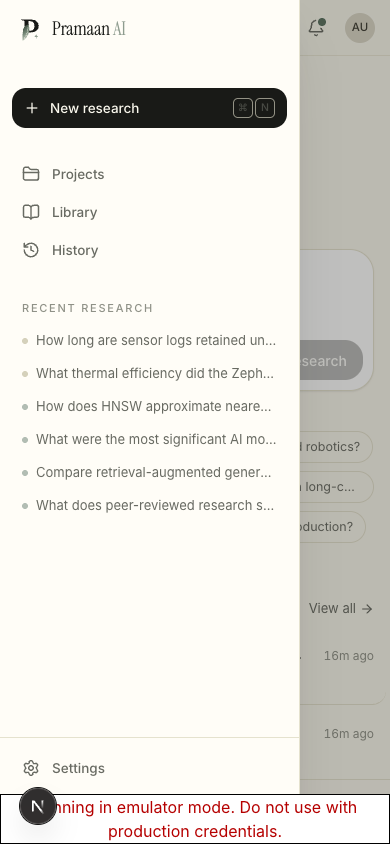 Pramaan AI
AU
+ New research ⌘ N
Projects
Library
History
RECENT RESEARCH
How long are sensor logs retained un...
What thermal efficiency did the Zeph...
How does HNSW approximate neare...
What were the most significant AI mo...
Compare retrieval-augmented gener...
What does peer-reviewed research s...
esearch
robotics?
long-c...
oduction?
View all →
16m ago
16m ago
Settings
N
nning in emulator mode. Do not use with
production credentials.